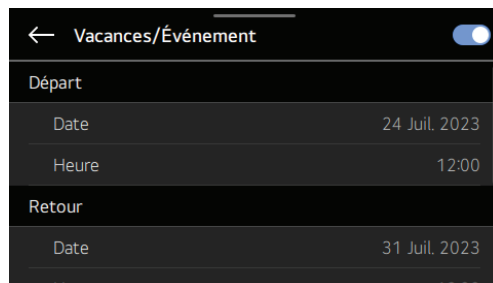 Vacances/Événement
Départ
Date 24 Juil. 2023
Heure 12:00
Retour
Date 31 Juil. 2023